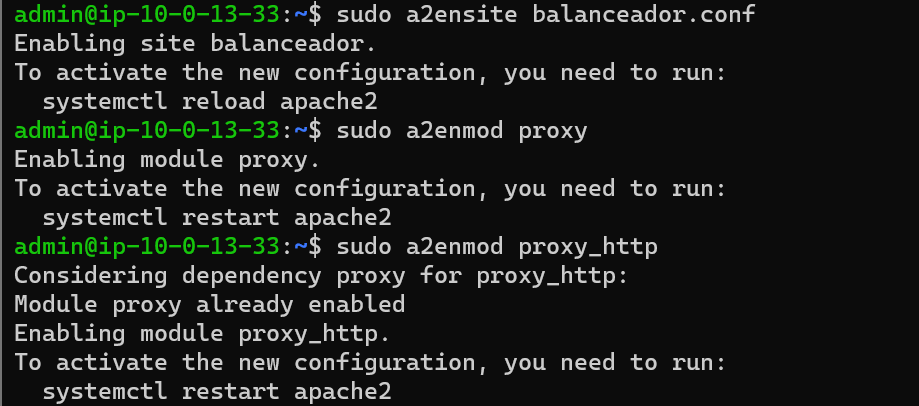 admin@ip-10-0-13-33:~$ sudo a2ensite balanceador.conf
Enabling site balanceador.
To activate the new configuration, you need to run:
  systemctl reload apache2
admin@ip-10-0-13-33:~$ sudo a2enmod proxy
Enabling module proxy.
To activate the new configuration, you need to run:
  systemctl restart apache2
admin@ip-10-0-13-33:~$ sudo a2enmod proxy_http
Considering dependency proxy for proxy_http:
Module proxy already enabled
Enabling module proxy_http.
To activate the new configuration, you need to run:
  systemctl restart apache2